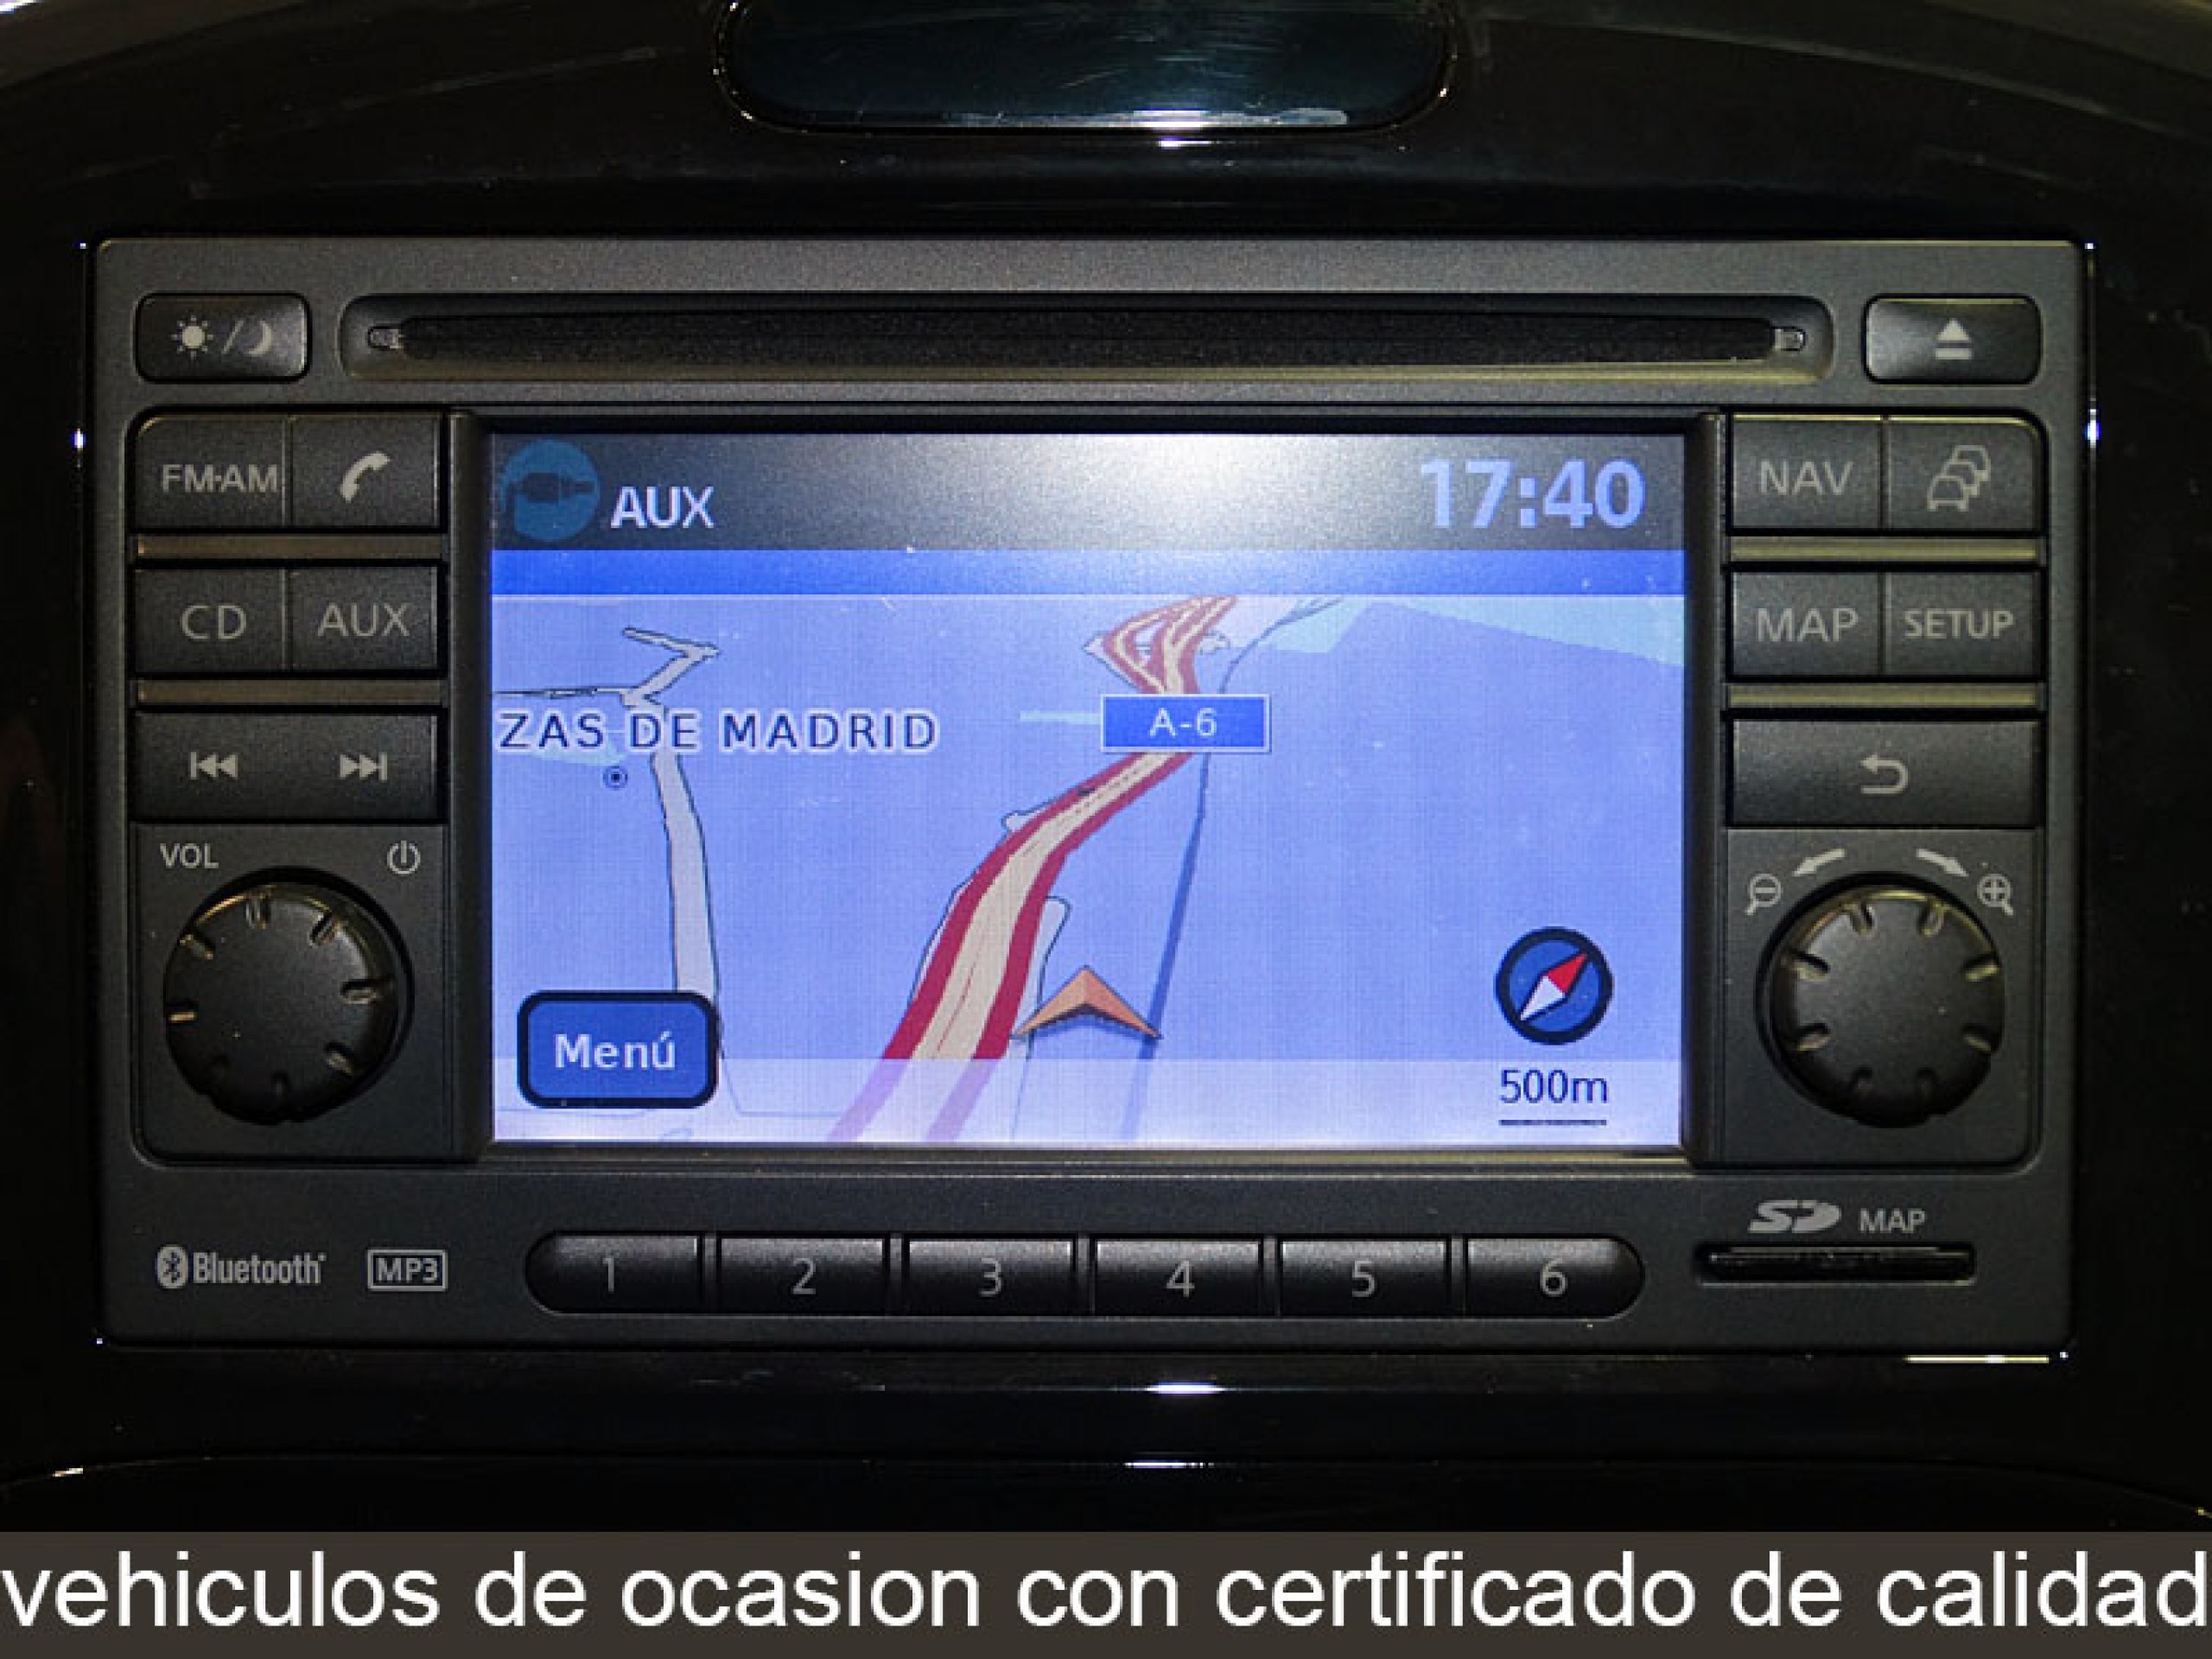 FM·AM
AUX
17:40
NAV
CD
AUX
MAP
SETUP
ZAS DE MADRID
A-6
VOL
Menú
500m
Bluetooth
MP3
1
2
3
4
5
6
SD
MAP
vehiculos de ocasion con certificado de calidad